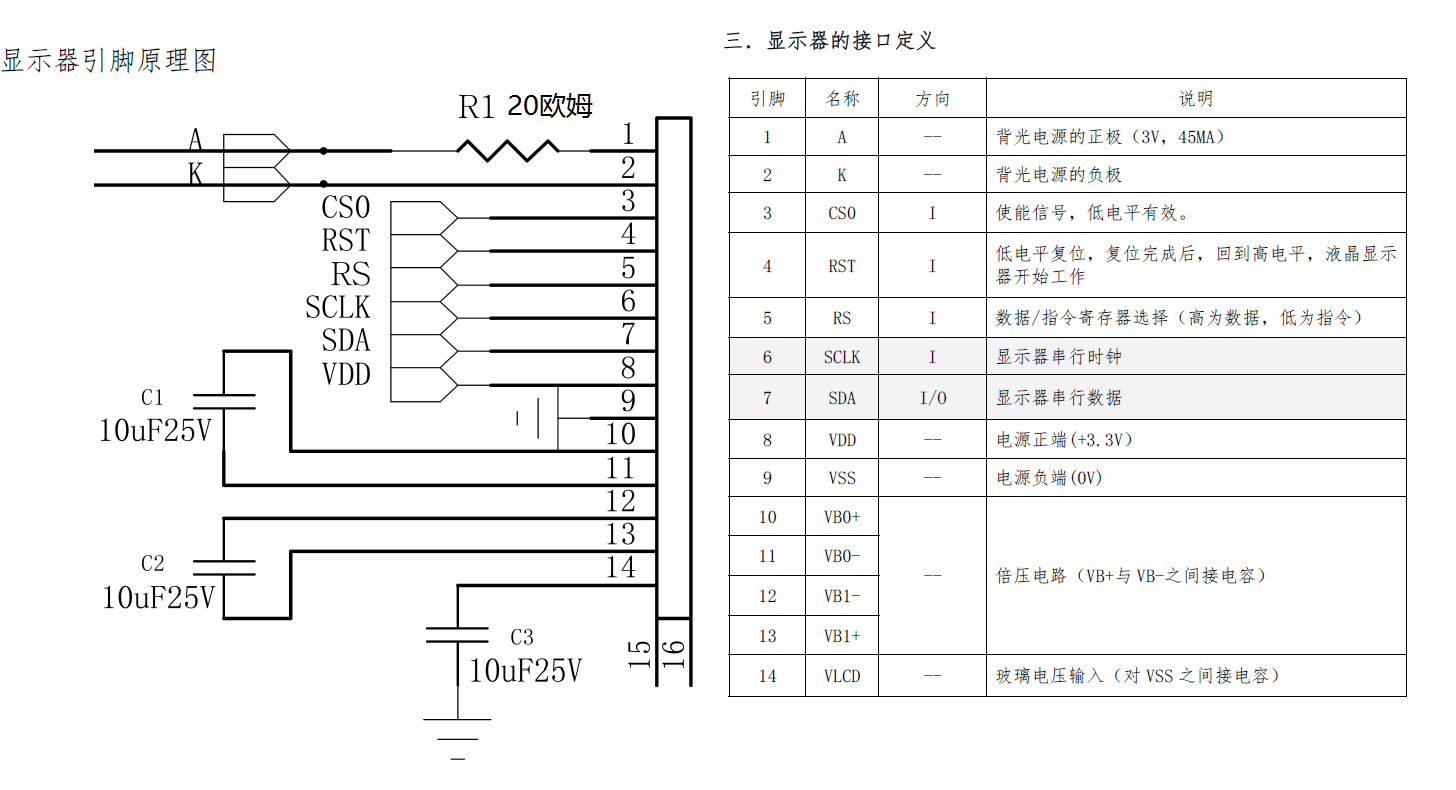 显示器引脚原理图
R1 20欧姆
A
K
CS0
RST
RS
SCLK
SDA
VDD
1
2
3
4
5
6
7
8
9
10
11
12
13
14
15
16
C1
10uF25V
C2
10uF25V
C3
10uF25V
三．显示器的接口定义
引脚 名称 方向 说明
1 A -- 背光电源的正极（3V，45MA）
2 K -- 背光电源的负极
3 CS0 I 使能信号，低电平有效。
4 RST I 低电平复位，复位完成后，回到高电平，液晶显示
器开始工作
5 RS I 数据/指令寄存器选择（高为数据，低为指令）
6 SCLK I 显示器串行时钟
7 SDA I/O 显示器串行数据
8 VDD -- 电源正端(+3.3V）
9 VSS -- 电源负端(0V)
10 VB0+
11 VB0-
-- 倍压电路（VB+与 VB-之间接电容）
12 VB1-
13 VB1+
14 VLCD -- 玻璃电压输入（对 VSS 之间接电容）